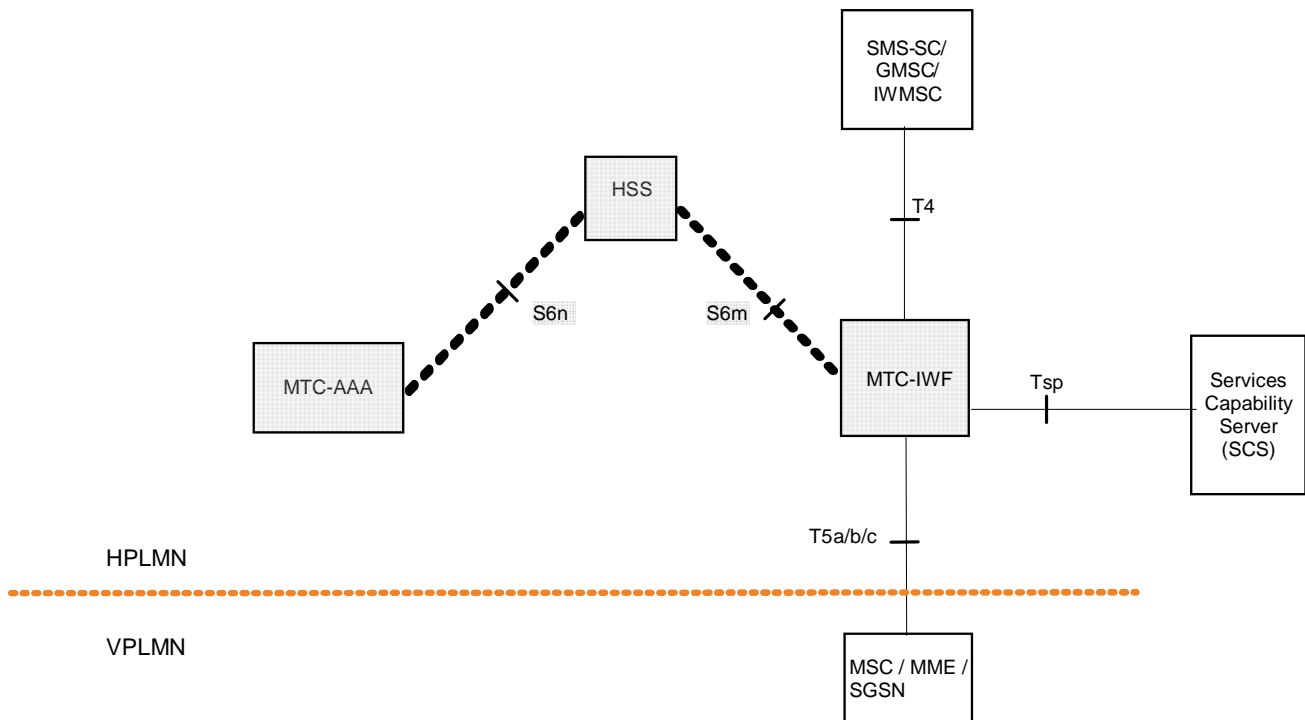 SMS-SC/
GMSC/
IWMSC
HSS
T4
S6n
S6m
MTC-AAA
MTC-IWF
Tsp
Services
Capability
Server
(SCS)
T5a/b/c
HPLMN
VPLMN
MSC / MME /
SGSN